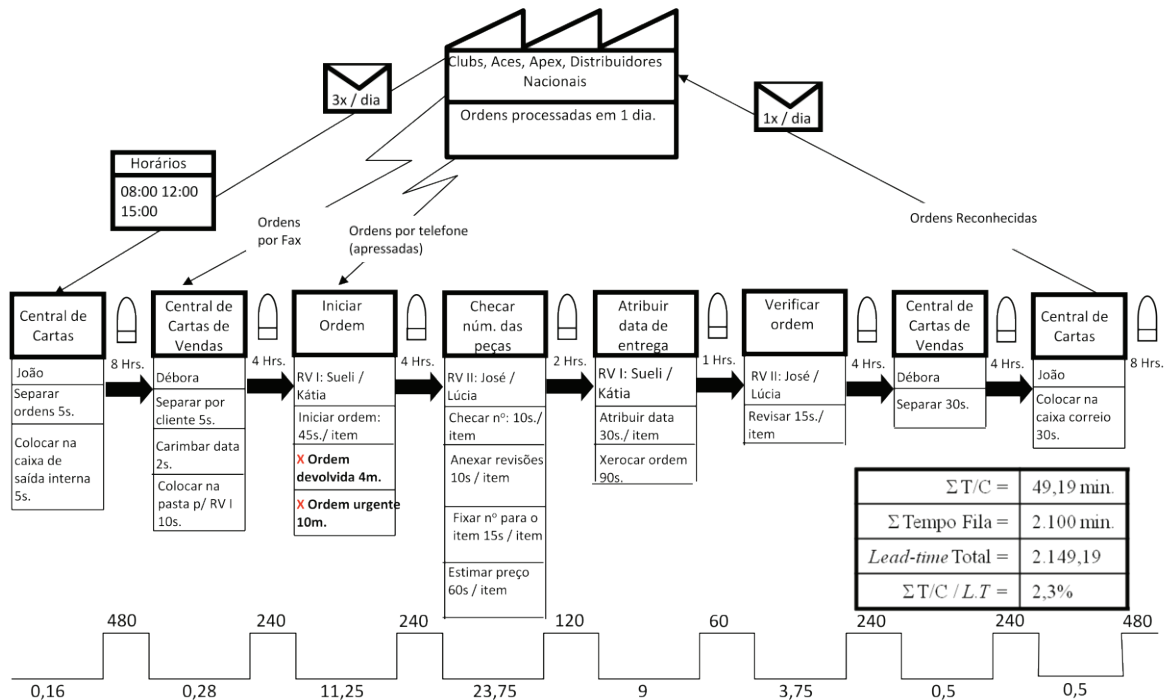 Clubs, Aces, Apex, Distribuidores
Nacionais
Ordens processadas em 1 dia.
3x / dia
1x / dia
Horários
08:00 12:00
15:00
Ordens
por Fax
Ordens por telefone
(apressadas)
Ordens Reconhecidas
Central de
Cartas
João
Separar
ordens 5s.
Colocar na
caixa de
saída interna
5s.
8 Hrs.
Central de
Cartas de
Vendas
Débora
Separar por
cliente 5s.
Carimbar data
2s.
Colocar na
pasta p/ RV I
10s.
4 Hrs.
Iniciar
Ordem
RV I: Sueli /
Kátia
Iniciar ordem:
45s./ item
X Ordem
devolvida 4m.
X Ordem urgente
10m.
4 Hrs.
Checar
núm. das
peças
RV II: José /
Lúcia
Checar nº: 10s./
item
Anexar revisões
10s / item
Fixar nº para o
item 15s / item
Estimar preço
60s / item
2 Hrs.
Atribuir
data de
entrega
RV I: Sueli /
Kátia
Atribuir data
30s./ item
Xerocar ordem
90s.
1 Hrs.
Verificar
ordem
RV II: José /
Lúcia
Revisar 15s./
item
4 Hrs.
Central de
Cartas de
Vendas
Débora
Separar 30s.
4 Hrs.
Central de
Cartas
João
Colocar na
caixa correio
30s.
8 Hrs.
Σ T/C = 49,19 min.
Σ Tempo Fila = 2.100 min.
Lead-time Total = 2.149,19
Σ T/C / L.T = 2,3%
480 240 240 120 60 240 240 480
0,16 0,28 11,25 23,75 9 3,75 0,5 0,5